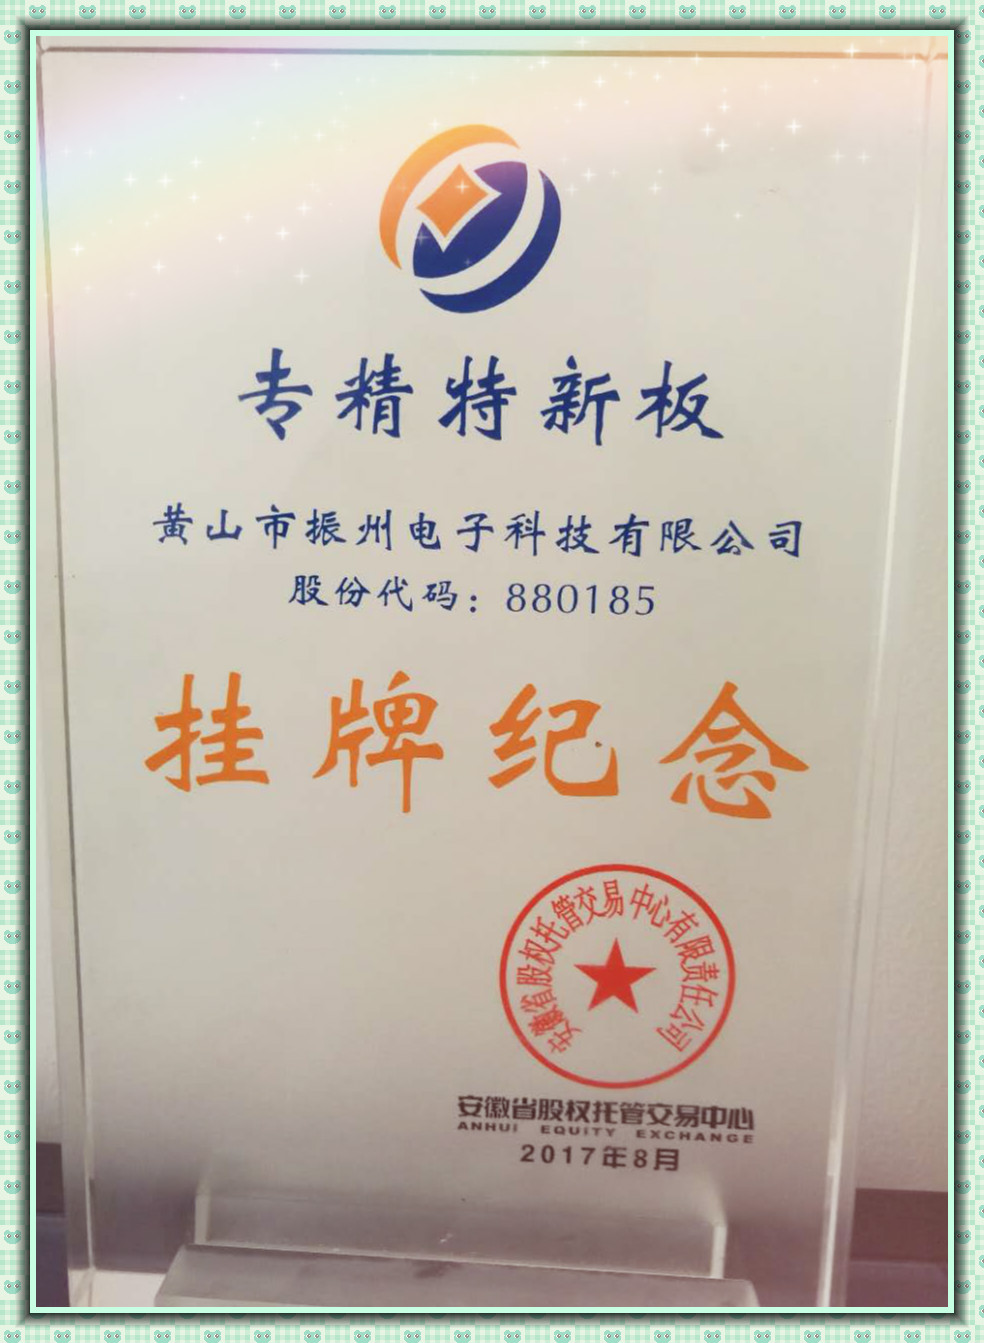 专精特新板
黄山市振州电子科技有限公司
股份代码：880185
挂牌纪念
安徽省股权托管交易中心有限责任公司
安徽省股权托管交易中心
ANHUI EQUITY EXCHANGE
2017年8月